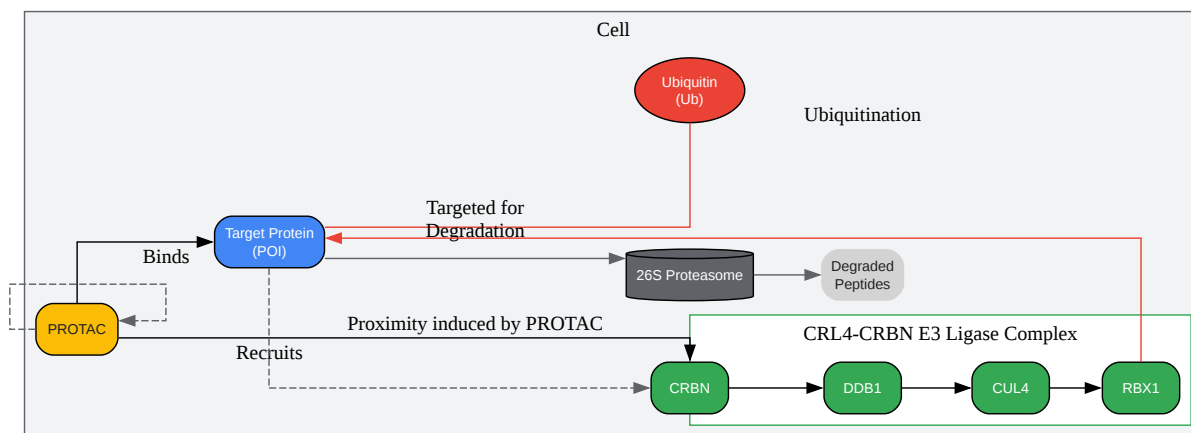 Cell
Ubiquitin
(Ub)
Ubiquitination
Targeted for
Degradation
Target Protein
(POI)
Binds
26S Proteasome
Degraded
Peptides
PROTAC
Proximity induced by PROTAC
Recruits
CRL4-CRBN E3 Ligase Complex
CRBN
DDB1
CUL4
RBX1